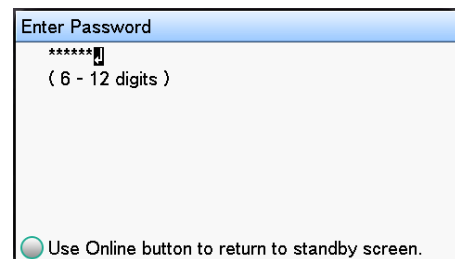 Enter Password
******↲
( 6 - 12 digits )
Use Online button to return to standby screen.